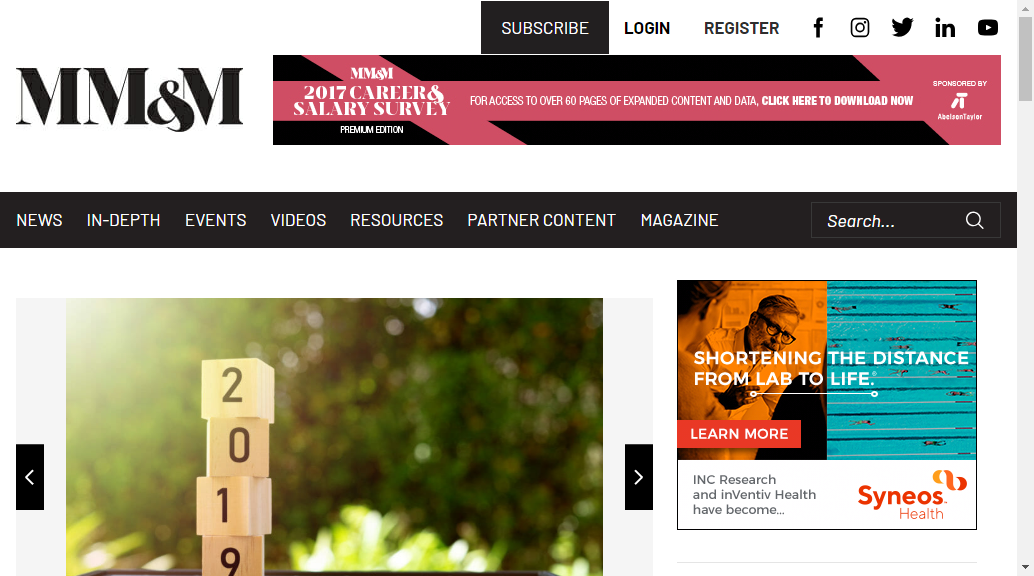 SUBSCRIBE LOGIN REGISTER
MM&M
MM&M
2017 CAREER&
SALARY SURVEY
PREMIUM EDITION
FOR ACCESS TO OVER 60 PAGES OF EXPANDED CONTENT AND DATA, CLICK HERE TO DOWNLOAD NOW
SPONSORED BY
AbelsonTaylor
NEWS IN-DEPTH EVENTS VIDEOS RESOURCES PARTNER CONTENT MAGAZINE Search...
2
0
1
9
SHORTENING THE DISTANCE
FROM LAB TO LIFE.®
LEARN MORE
INC Research
and inVentiv Health
have become...
Syneos™
Health